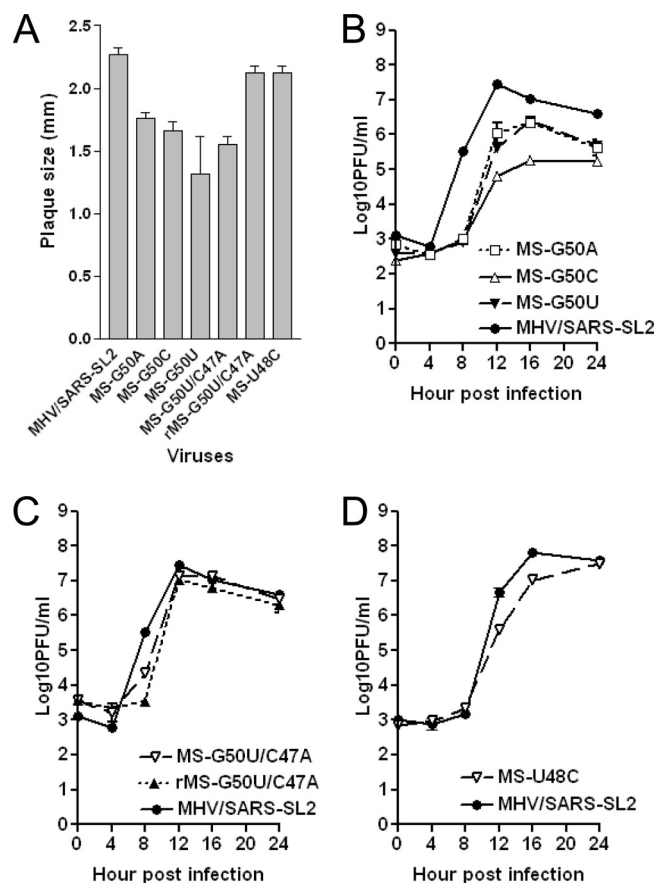 A
Plaque size (mm)
2.5
2.0
1.5
1.0
0.5
0.0
MHV/SARS-SL2
MS-G50A
MS-G50C
MS-G50U
MS-G50U/C47A
rMS-G50U/C47A
MS-U48C
Viruses
B
Log10PFU/ml
9
8
7
6
5
4
3
2
1
0
MS-G50A
MS-G50C
MS-G50U
MHV/SARS-SL2
0 4 8 12 16 20 24
Hour post infection
C
Log10PFU/ml
9
8
7
6
5
4
3
2
1
0
MS-G50U/C47A
rMS-G50U/C47A
MHV/SARS-SL2
0 4 8 12 16 20 24
Hour post infection
D
Log10PFU/ml
9
8
7
6
5
4
3
2
1
0
MS-U48C
MHV/SARS-SL2
0 4 8 12 16 20 24
Hour post infection